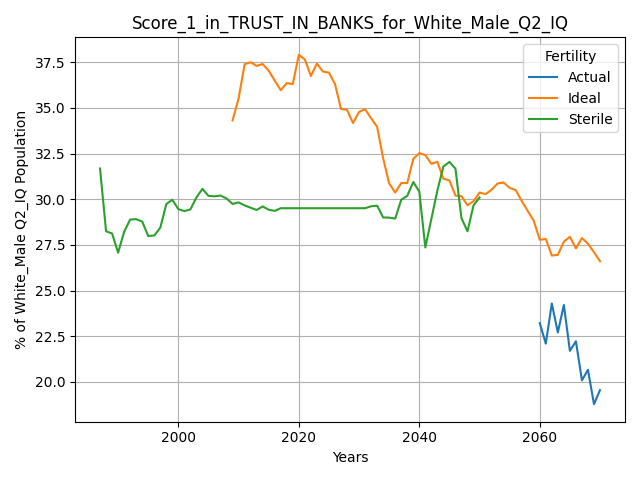 Score_1_in_TRUST_IN_BANKS_for_White_Male_Q2_IQ
Fertility
Actual
Ideal
Sterile
% of White_Male Q2_IQ Population
37.5
35.0
32.5
30.0
27.5
25.0
22.5
20.0
2000
2020
2040
2060
Years